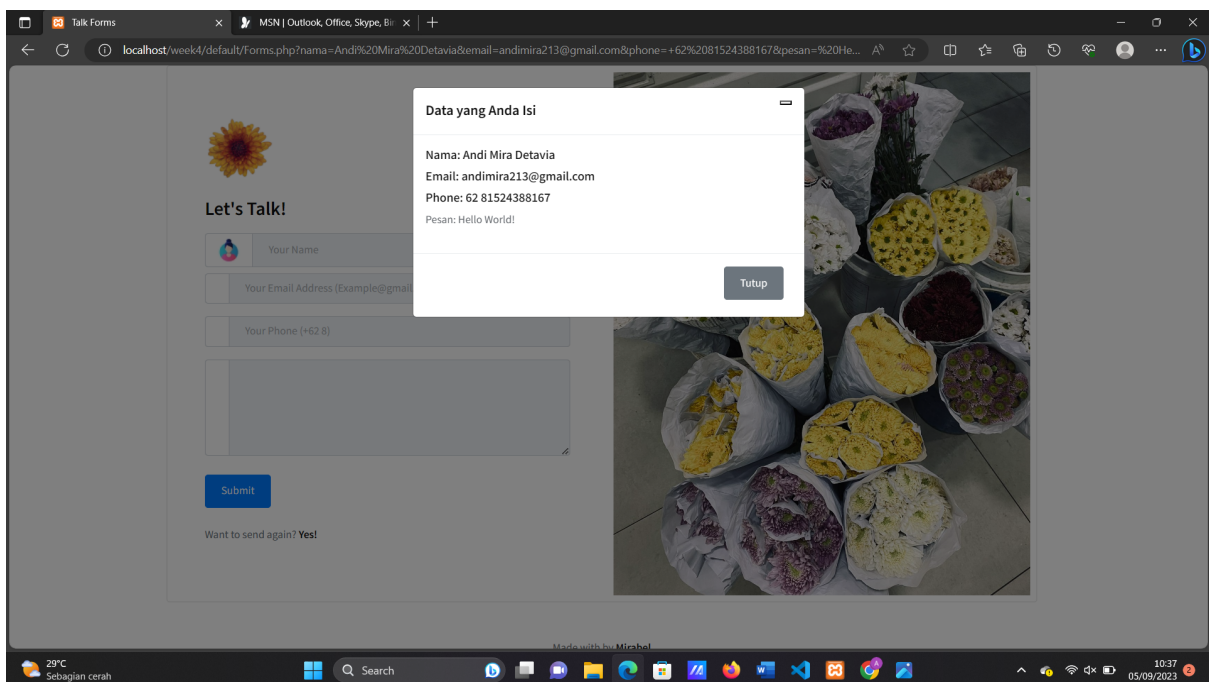 Talk Forms
MSN | Outlook, Office, Skype, Bin
localhost/week4/default/Forms.php?nama=Andi%20Mira%20Detavia&email=andimira213@gmail.com&phone=+62%2081524388167&pesan=%20He...
Data yang Anda Isi
Nama: Andi Mira Detavia
Email: andimira213@gmail.com
Phone: 62 81524388167
Pesan: Hello World!
Tutup
Let's Talk!
Your Name
Your Email Address (Example@gmail
Your Phone (+62 8)
Submit
Want to send again? Yes!
Made with by Mirabel
29°C
Sebagian cerah
Search
10:37
05/09/2023
2